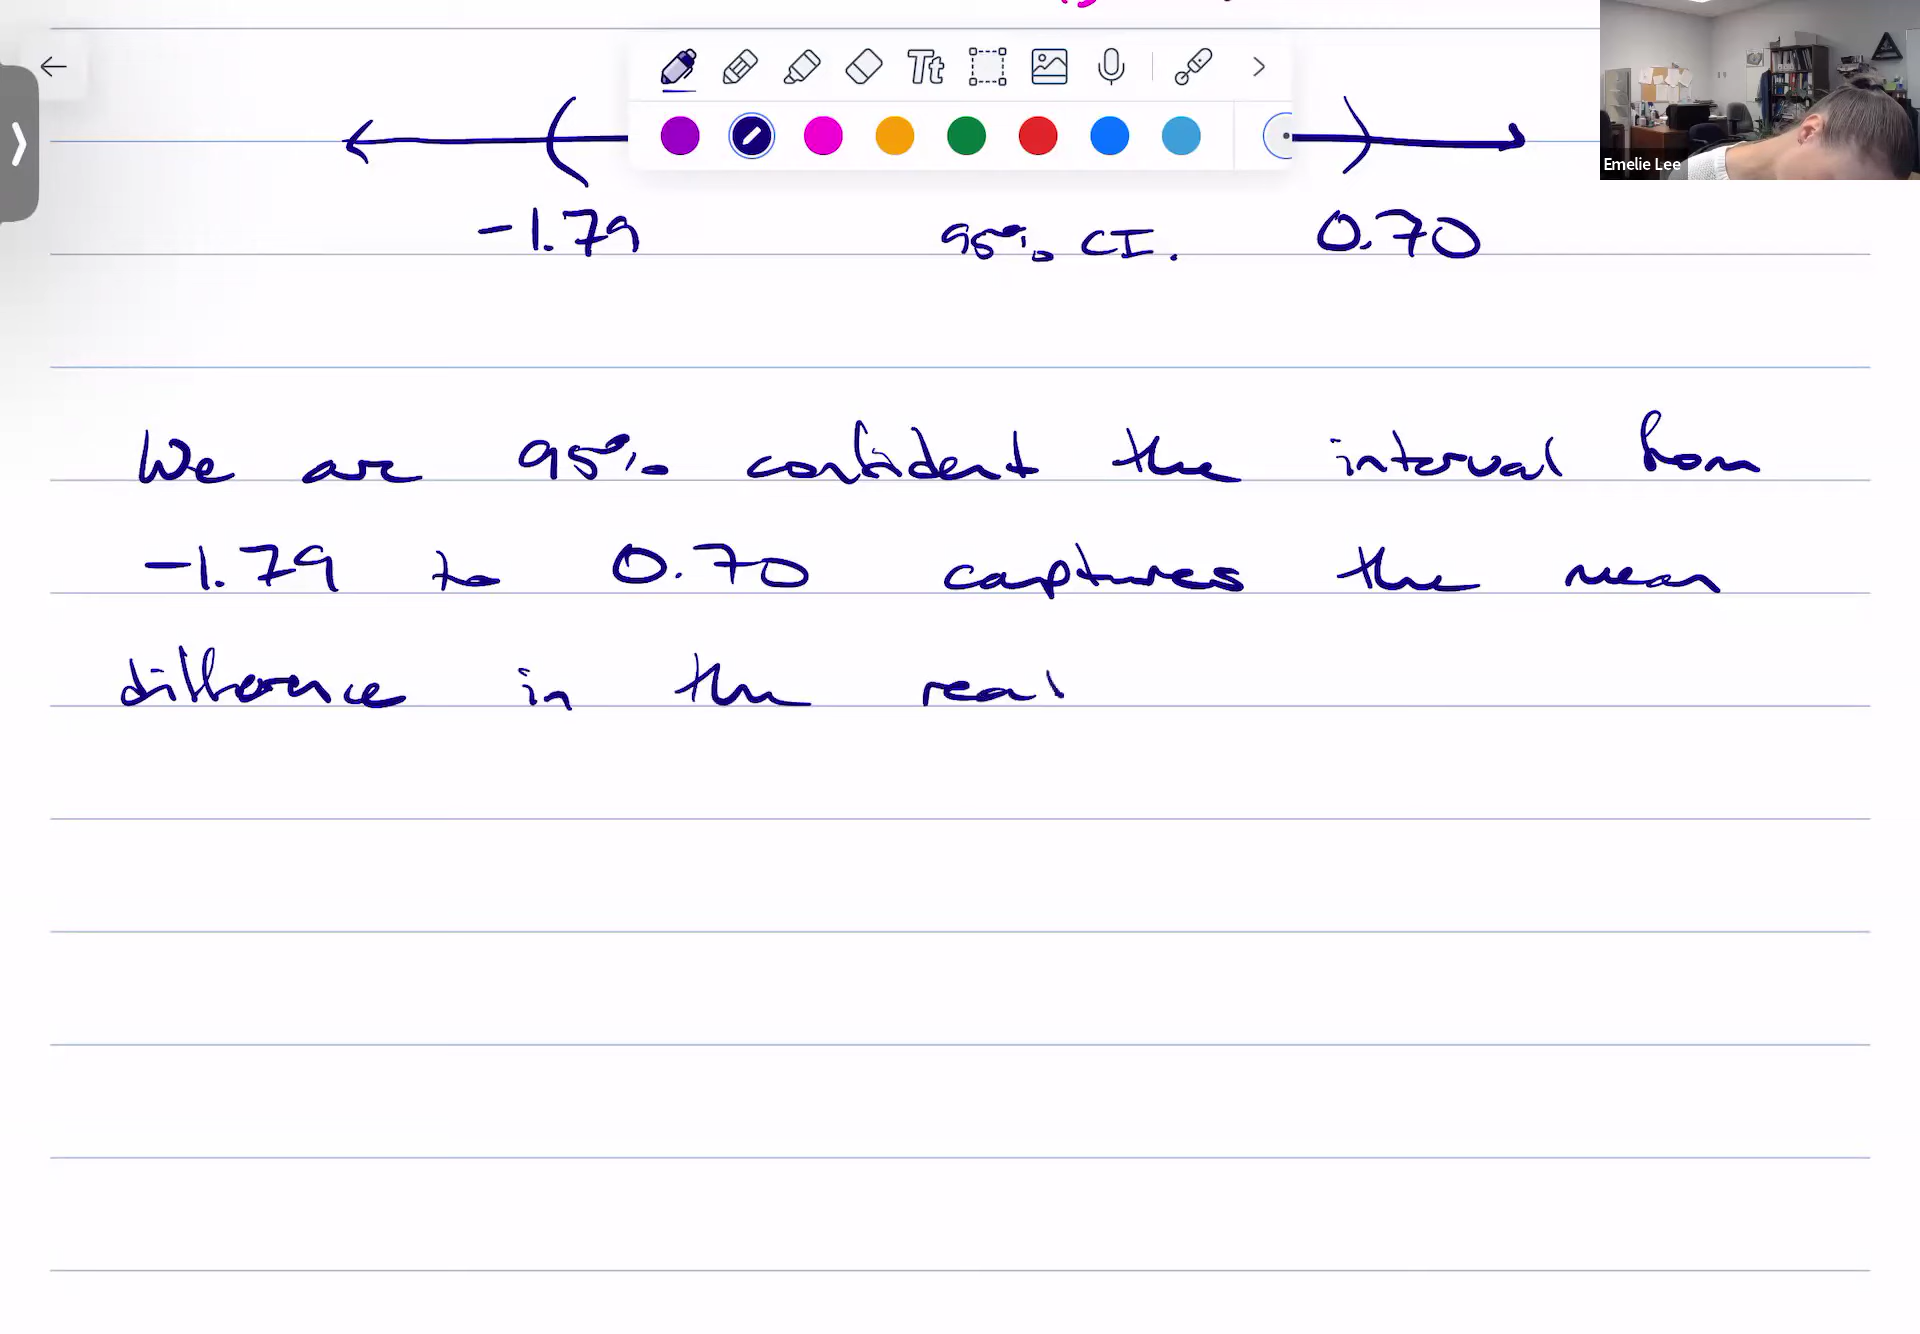 Tt
Emelie Lee
-1.79 95% CI. 0.70
We are 95% confident the interval from
-1.79 to 0.70 captures the mean
difference in the real